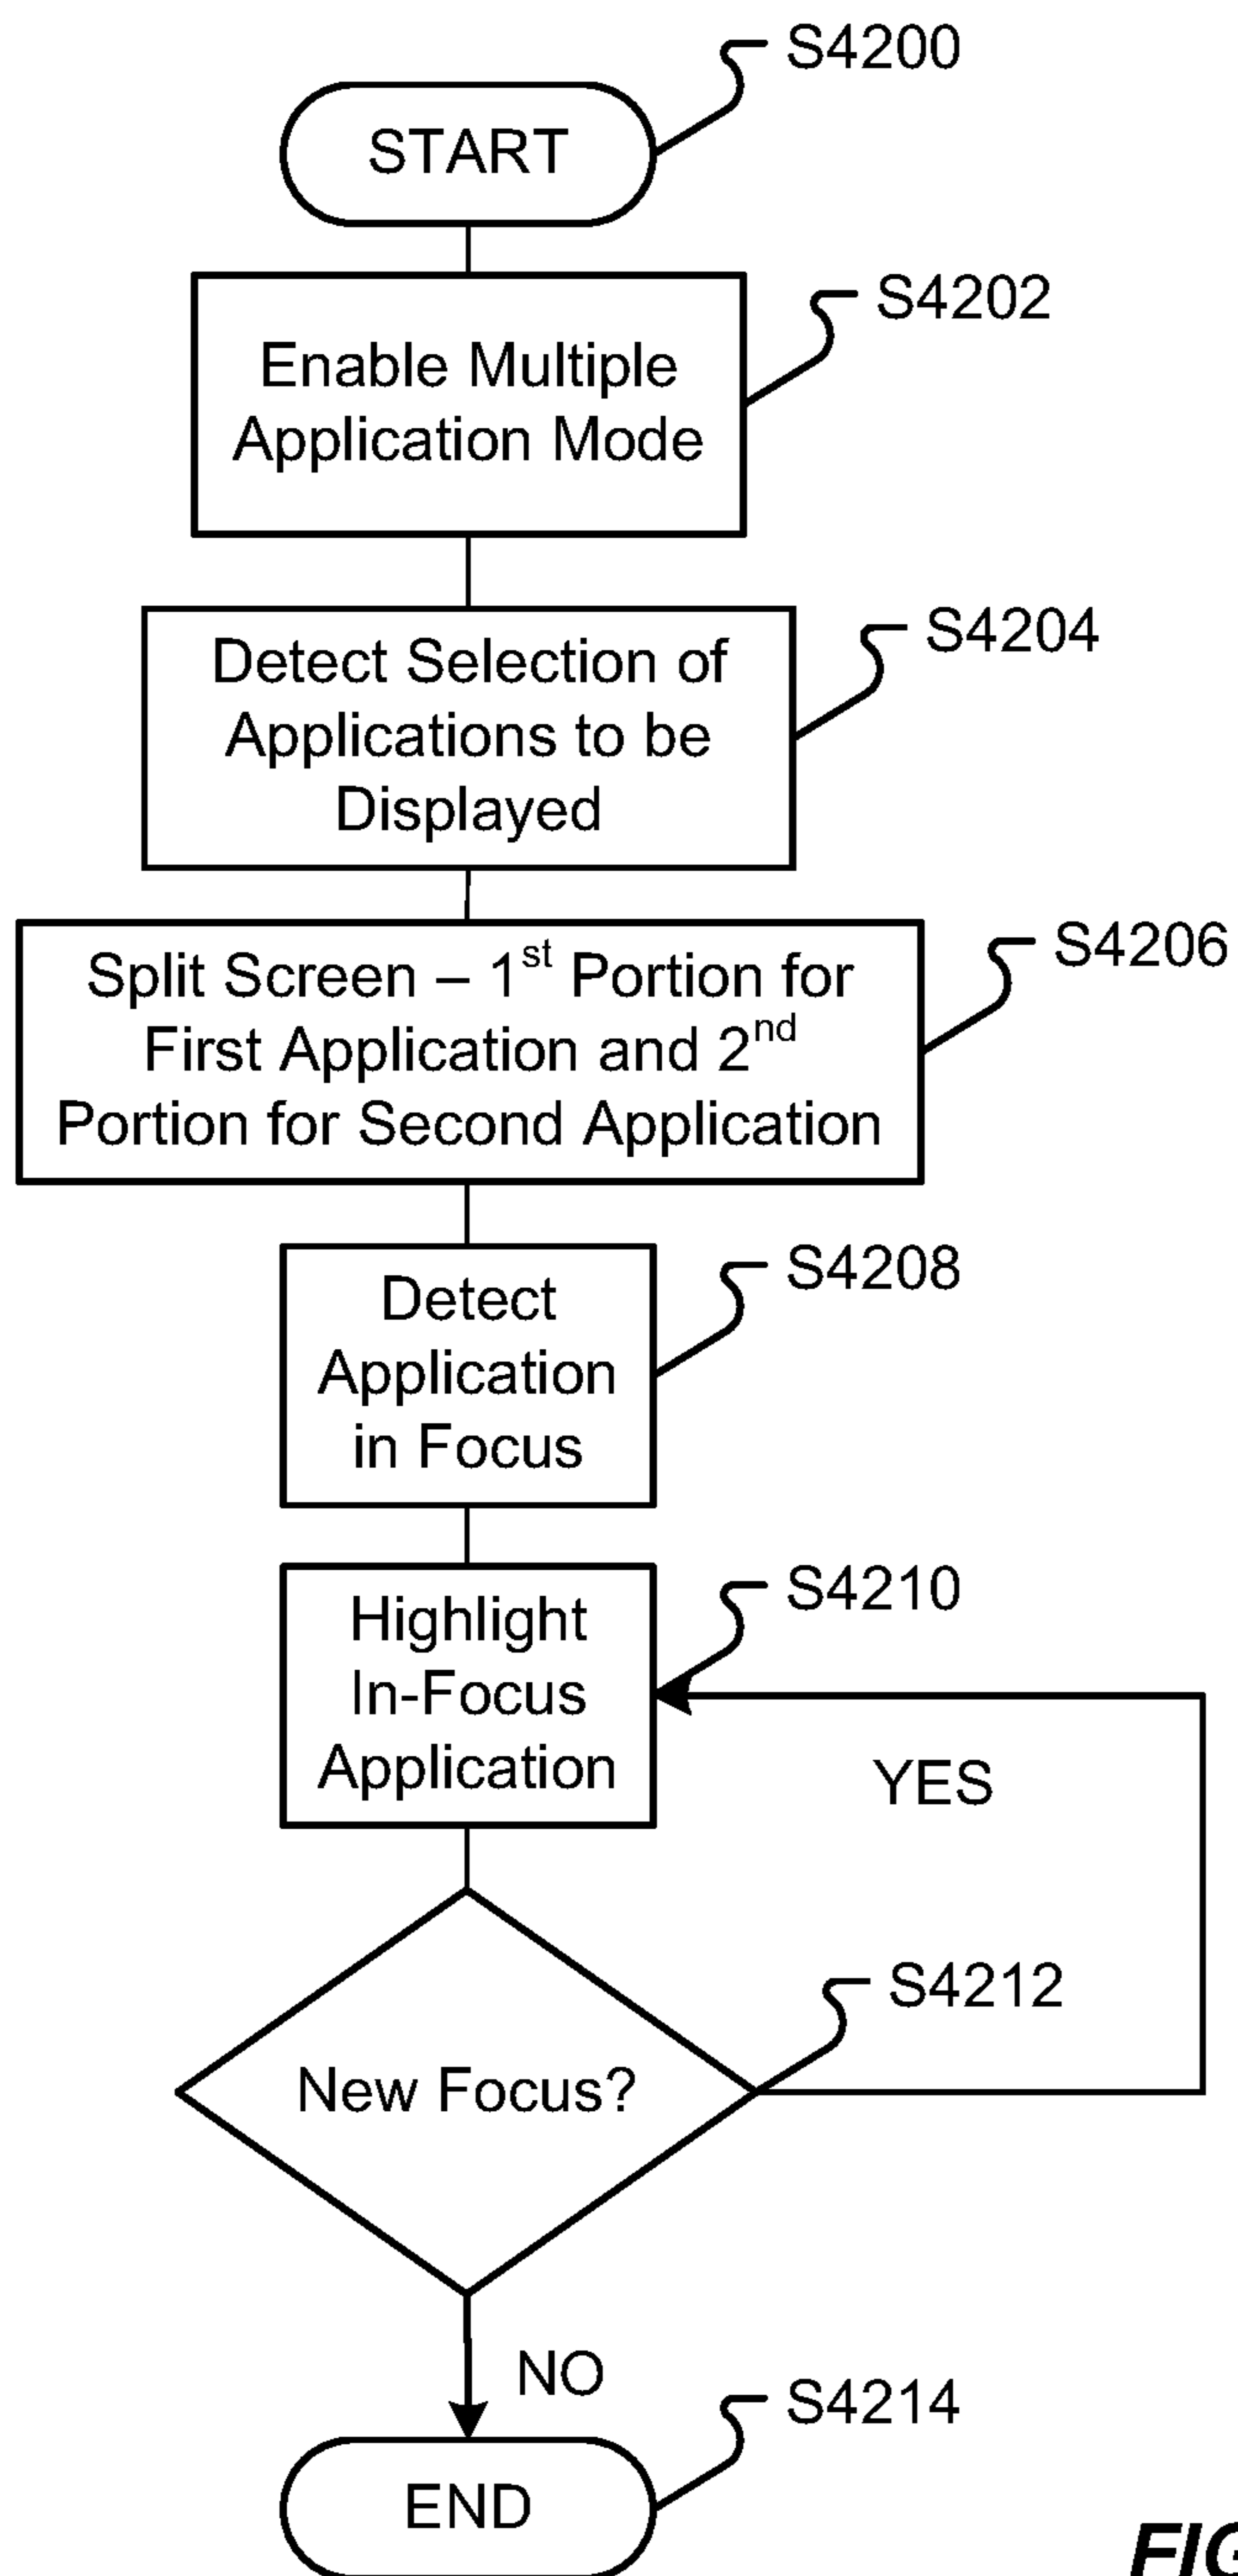 S4200
START
S4202
Enable Multiple
Application Mode
S4204
Detect Selection of
Applications to be
Displayed
S4206
Split Screen – 1st Portion for
First Application and 2nd
Portion for Second Application
S4208
Detect
Application
in Focus
S4210
Highlight
In-Focus
Application
YES
S4212
New Focus?
NO
S4214
END